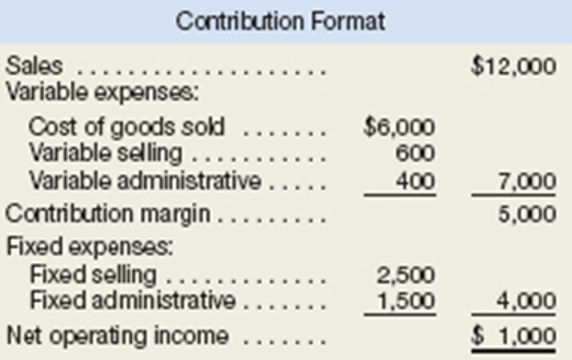 Contribution Format
Sales .................... $12,000
Variable expenses:
Cost of goods sold ....... $6,000
Variable selling ........... 600
Variable administrative ..... 400 7,000
Contribution margin ......... 5,000
Fixed expenses:
Fixed selling ............. 2,500
Fixed administrative ....... 1,500 4,000
Net operating income ....... $ 1,000